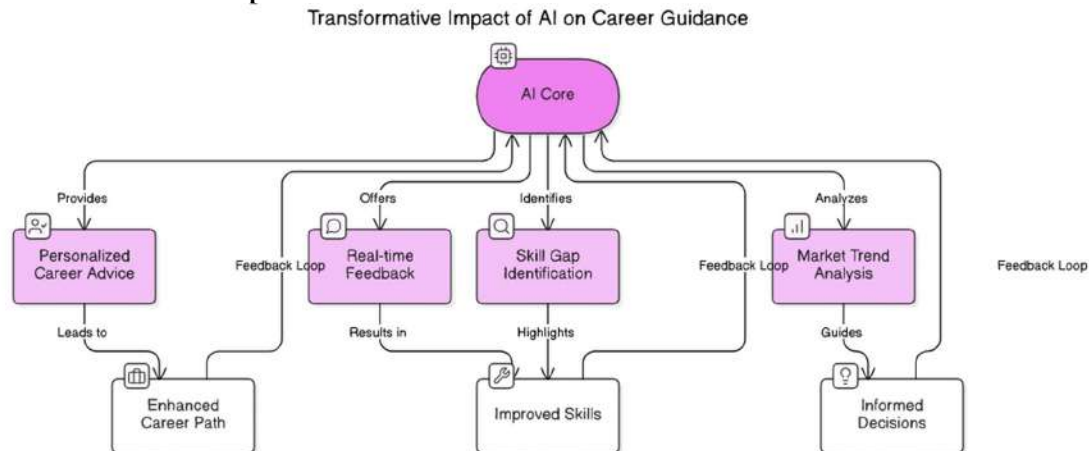 Transformative Impact of AI on Career Guidance
AI Core
Provides
Offers
Identifies
Analyzes
Personalized
Career Advice
Feedback Loop
Real-time
Feedback
Skill Gap
Identification
Feedback Loop
Market Trend
Analysis
Feedback Loop
Leads to
Results in
Highlights
Guides
Enhanced
Career Path
Improved Skills
Informed
Decisions